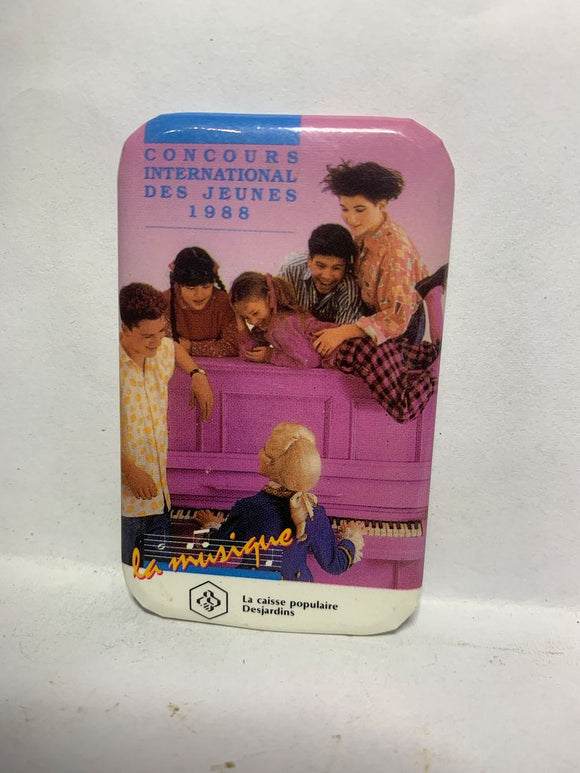 CONCOURS
INTERNATIONAL
DES JEUNES
1988
la musique
La caisse populaire
Desjardins